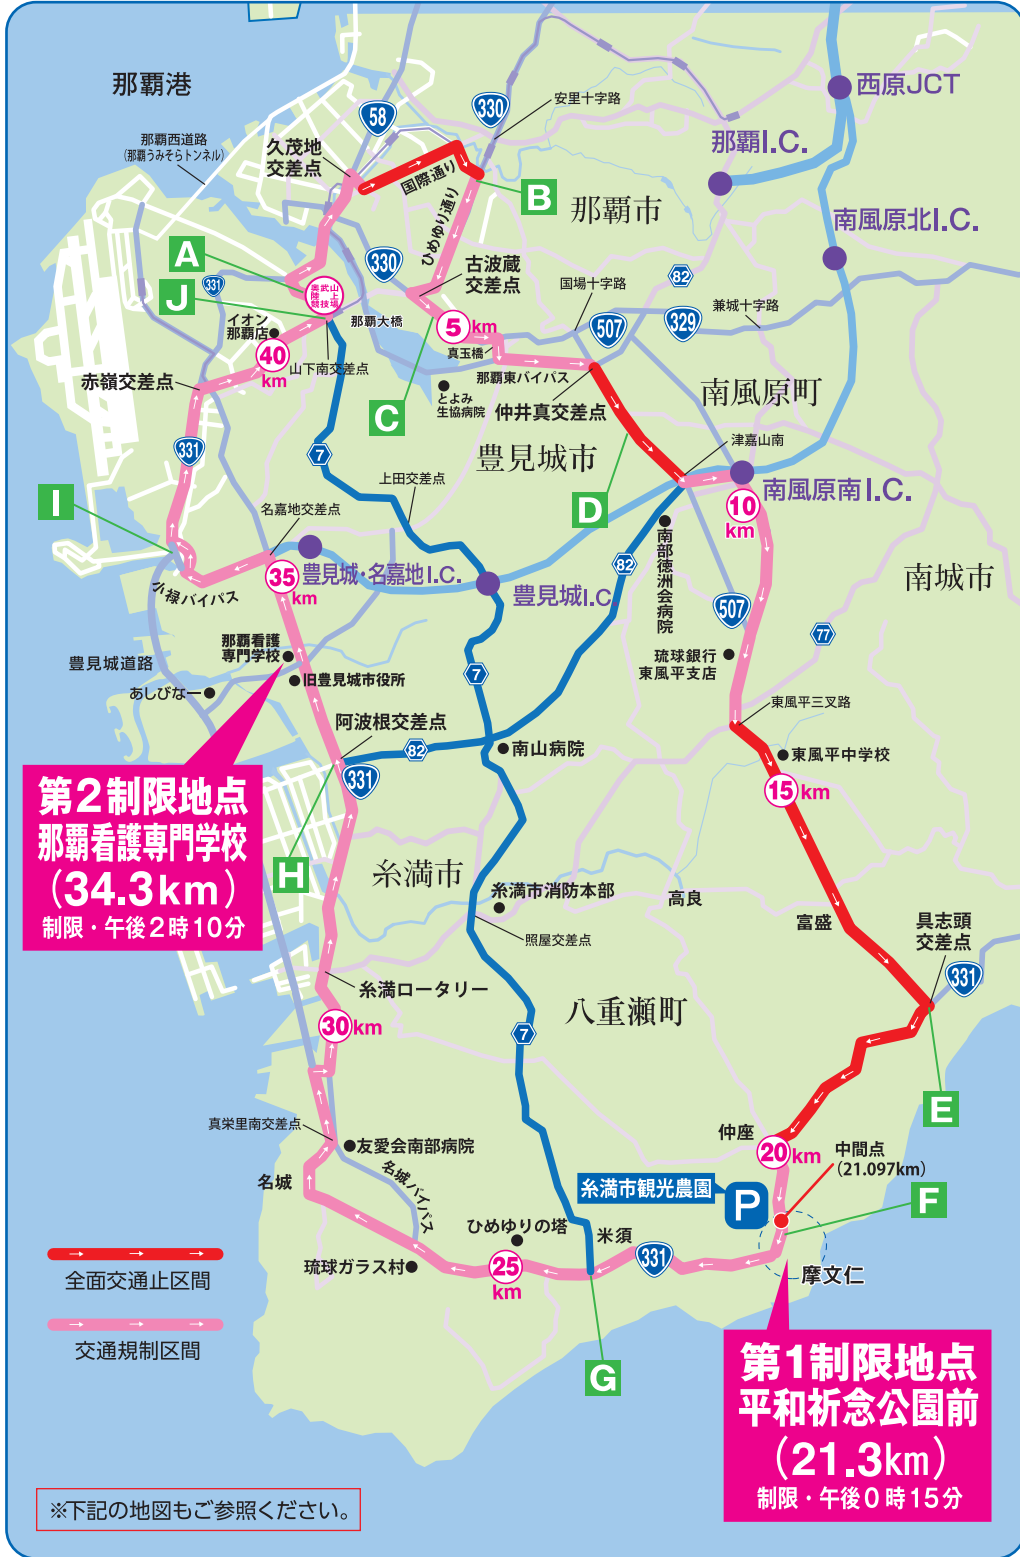 那覇港
西原JCT
58
330
安里十字路
那覇I.C.
那覇西道路
(那覇うみそらトンネル)
久茂地
交差点
国際通り
B
ひめゆり通り
那覇市
南風原北I.C.
A
J
331
330
古波蔵
交差点
82
国場十字路
507
329
兼城十字路
奥武山
陸上
競技場
那覇大橋
イオン
那覇店
5km
真玉橋
40
km
山下南交差点
那覇東バイパス
赤嶺交差点
とよみ
生協病院
仲井真交差点
南風原町
C
331
7
豊見城市
津嘉山南
上田交差点
I
D
南風原南I.C.
10
km
名嘉地交差点
豊見城・名嘉地I.C.
35
km
小禄バイパス
豊見城I.C
82
南部徳洲会病院
南城市
507
77
那覇看護
専門学校
琉球銀行
東風平支店
豊見城道路
旧豊見城市役所
7
あしびなー
東風平三叉路
阿波根交差点
82
南山病院
東風平中学校
331
15km
第2制限地点
那覇看護専門学校
(34.3km)
制限・午後2時10分
H
糸満市
糸満市消防本部
高良
富盛
具志頭
交差点
照屋交差点
331
糸満ロータリー
八重瀬町
30km
7
E
真栄里南交差点
仲座
友愛会南部病院
20km
中間点
(21.097km)
名城
名城バイパス
糸満市観光農園
P
F
ひめゆりの塔
米須
331
琉球ガラス村
25
km
摩文仁
全面交通止区間
交通規制区間
G
第1制限地点
平和祈念公園前
(21.3km)
制限・午後0時15分
※下記の地図もご参照ください。